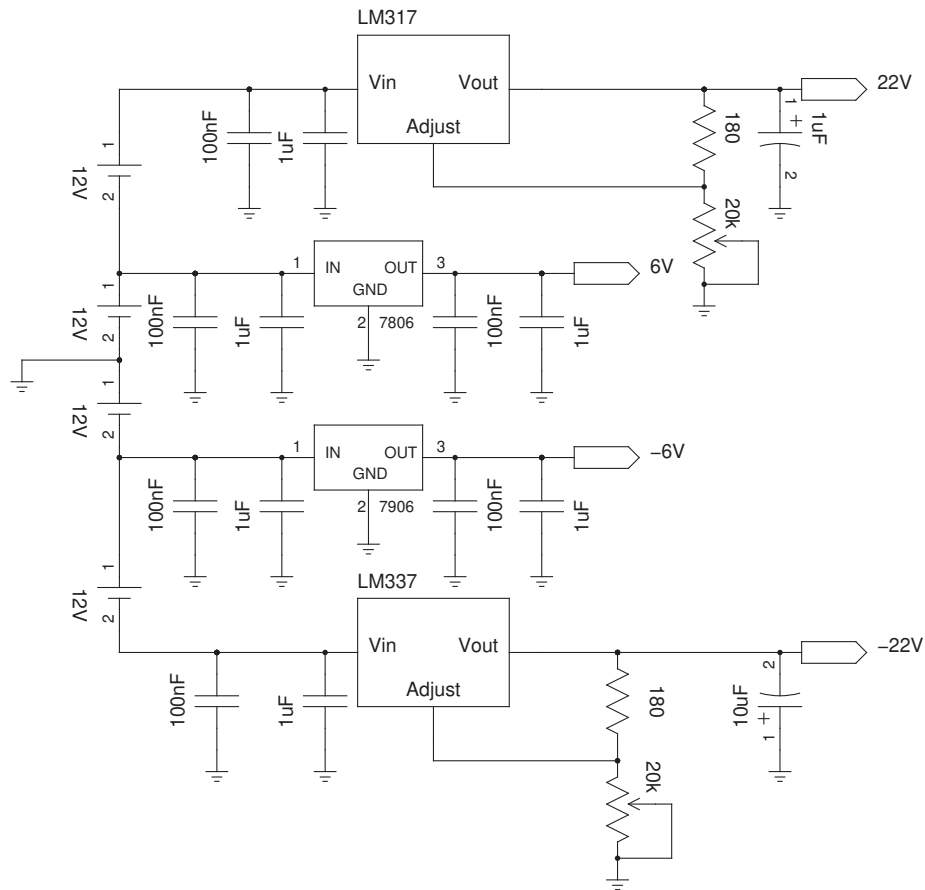 LM317
Vin
Vout
Adjust
22V
100nF
1uF
180
1
+
1uF
2
20k
1
12V
2
1
IN
OUT
3
GND
2
7806
6V
100nF
1uF
100nF
1uF
1
12V
2
1
12V
2
1
IN
OUT
3
GND
2
7906
-6V
100nF
1uF
100nF
1uF
1
12V
2
LM337
Vin
Vout
Adjust
-22V
100nF
1uF
180
2
10uF
+
1
20k